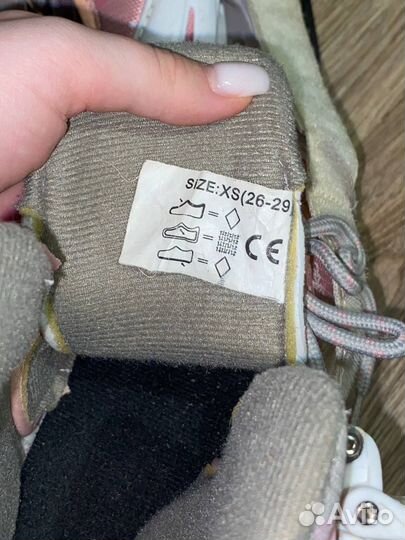 SIZE:XS(26-29)
=
=
=
CE
Avito